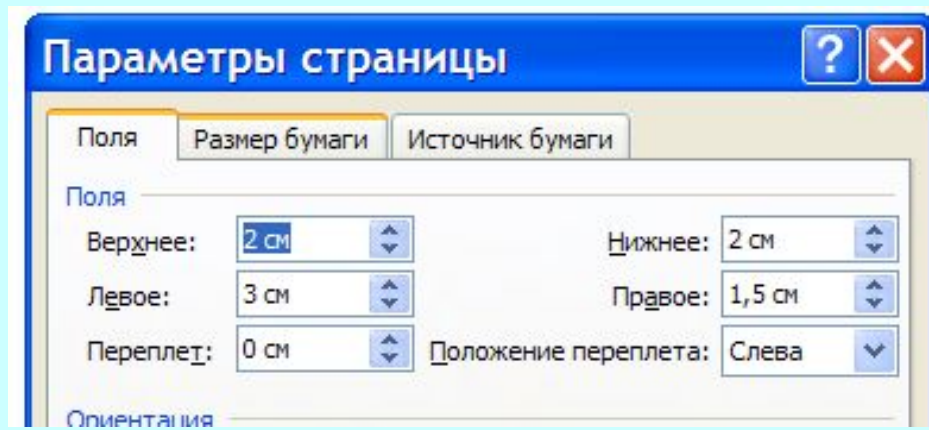 Параметры страницы
Поля Размер бумаги Источник бумаги
Поля
Верхнее: 2 см Нижнее: 2 см
Левое: 3 см Правое: 1,5 см
Переплет: 0 см Положение переплета: Слева
Ориентация